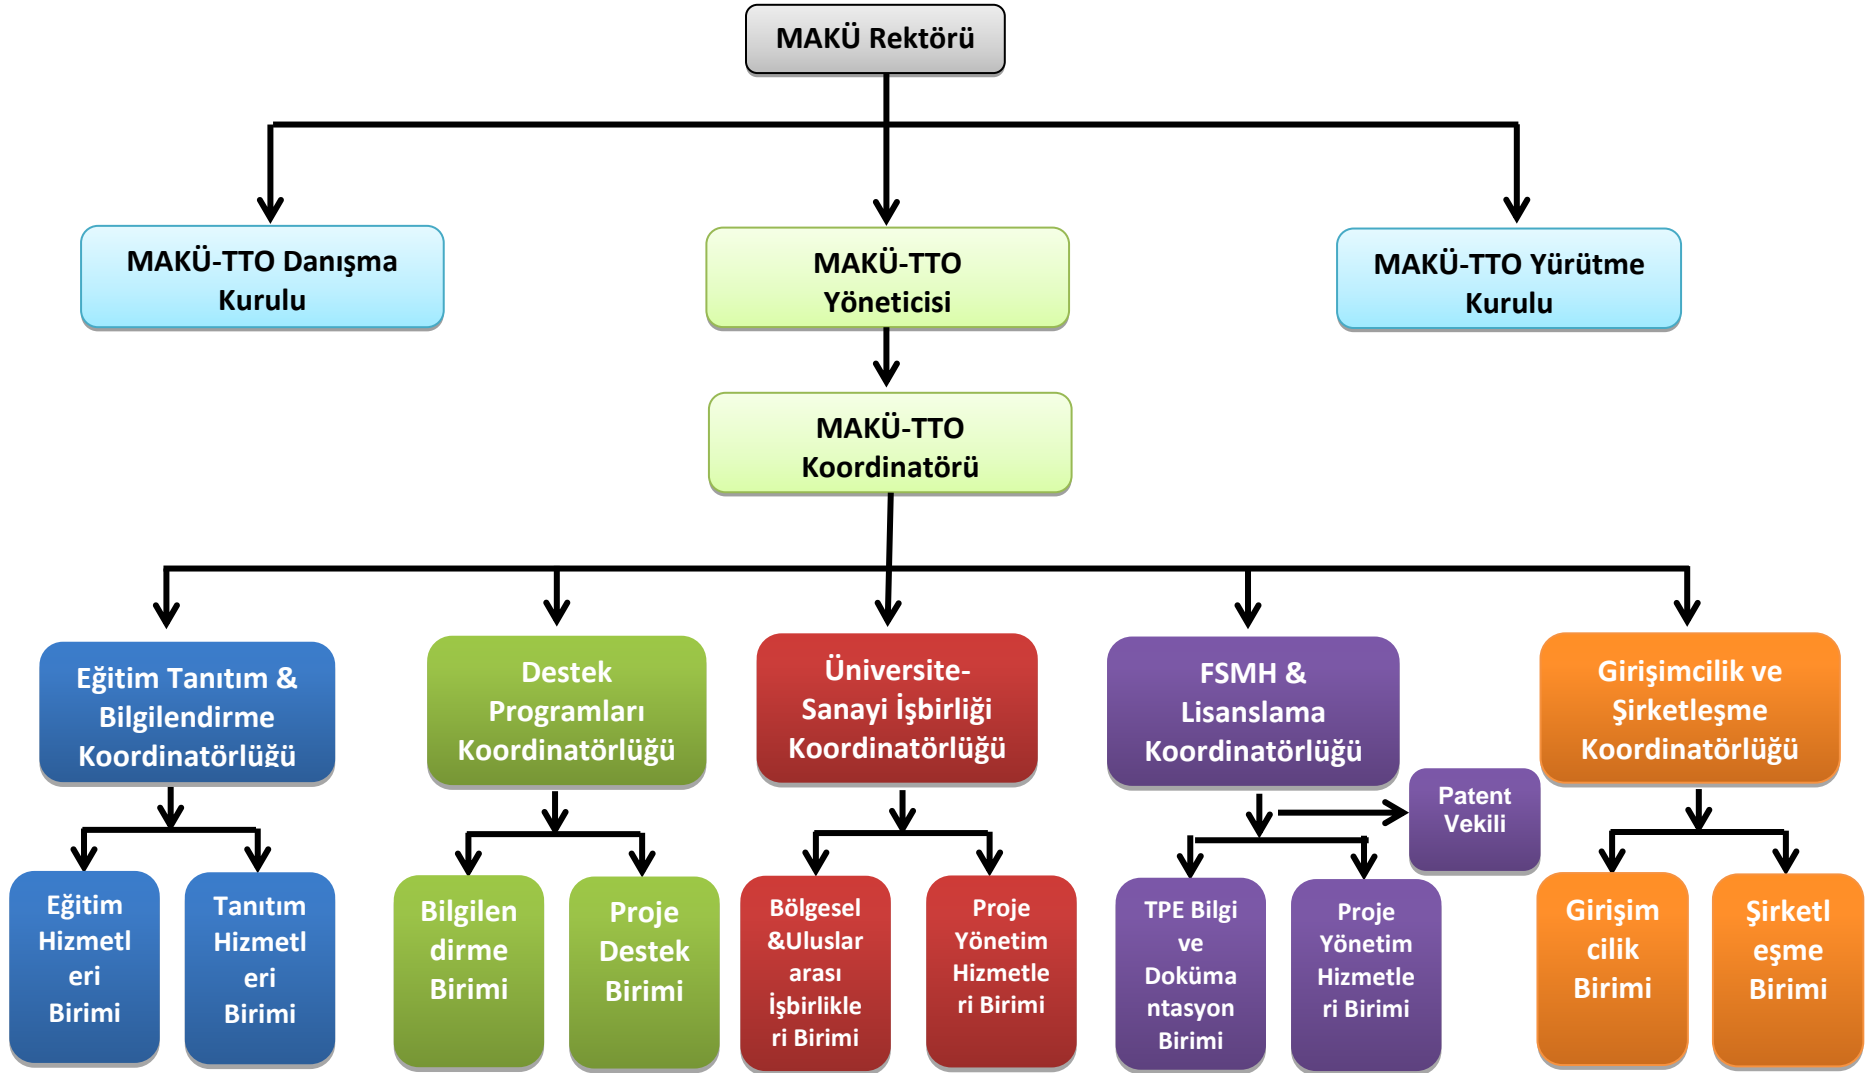 MAKÜ Rektörü
MAKÜ-TTO Danışma
Kurulu
MAKÜ-TTO
Yöneticisi
MAKÜ-TTO Yürütme
Kurulu
MAKÜ-TTO
Koordinatörü
Eğitim Tanıtım &
Bilgilendirme
Koordinatörlüğü
Destek
Programları
Koordinatörlüğü
Üniversite-
Sanayi İşbirliği
Koordinatörlüğü
FSMH &
Lisanslama
Koordinatörlüğü
Girişimcilik ve
Şirketleşme
Koordinatörlüğü
Patent
Vekili
Eğitim
Hizmetl
eri
Birimi
Tanıtım
Hizmetl
eri
Birimi
Bilgilen
dirme
Birimi
Proje
Destek
Birimi
Bölgesel
&Uluslar
arası
İşbirlikle
ri Birimi
Proje
Yönetim
Hizmetle
ri Birimi
TPE Bilgi
ve
Doküma
ntasyon
Birimi
Proje
Yönetim
Hizmetle
ri Birimi
Girişim
cilik
Birimi
Şirketl
eşme
Birimi